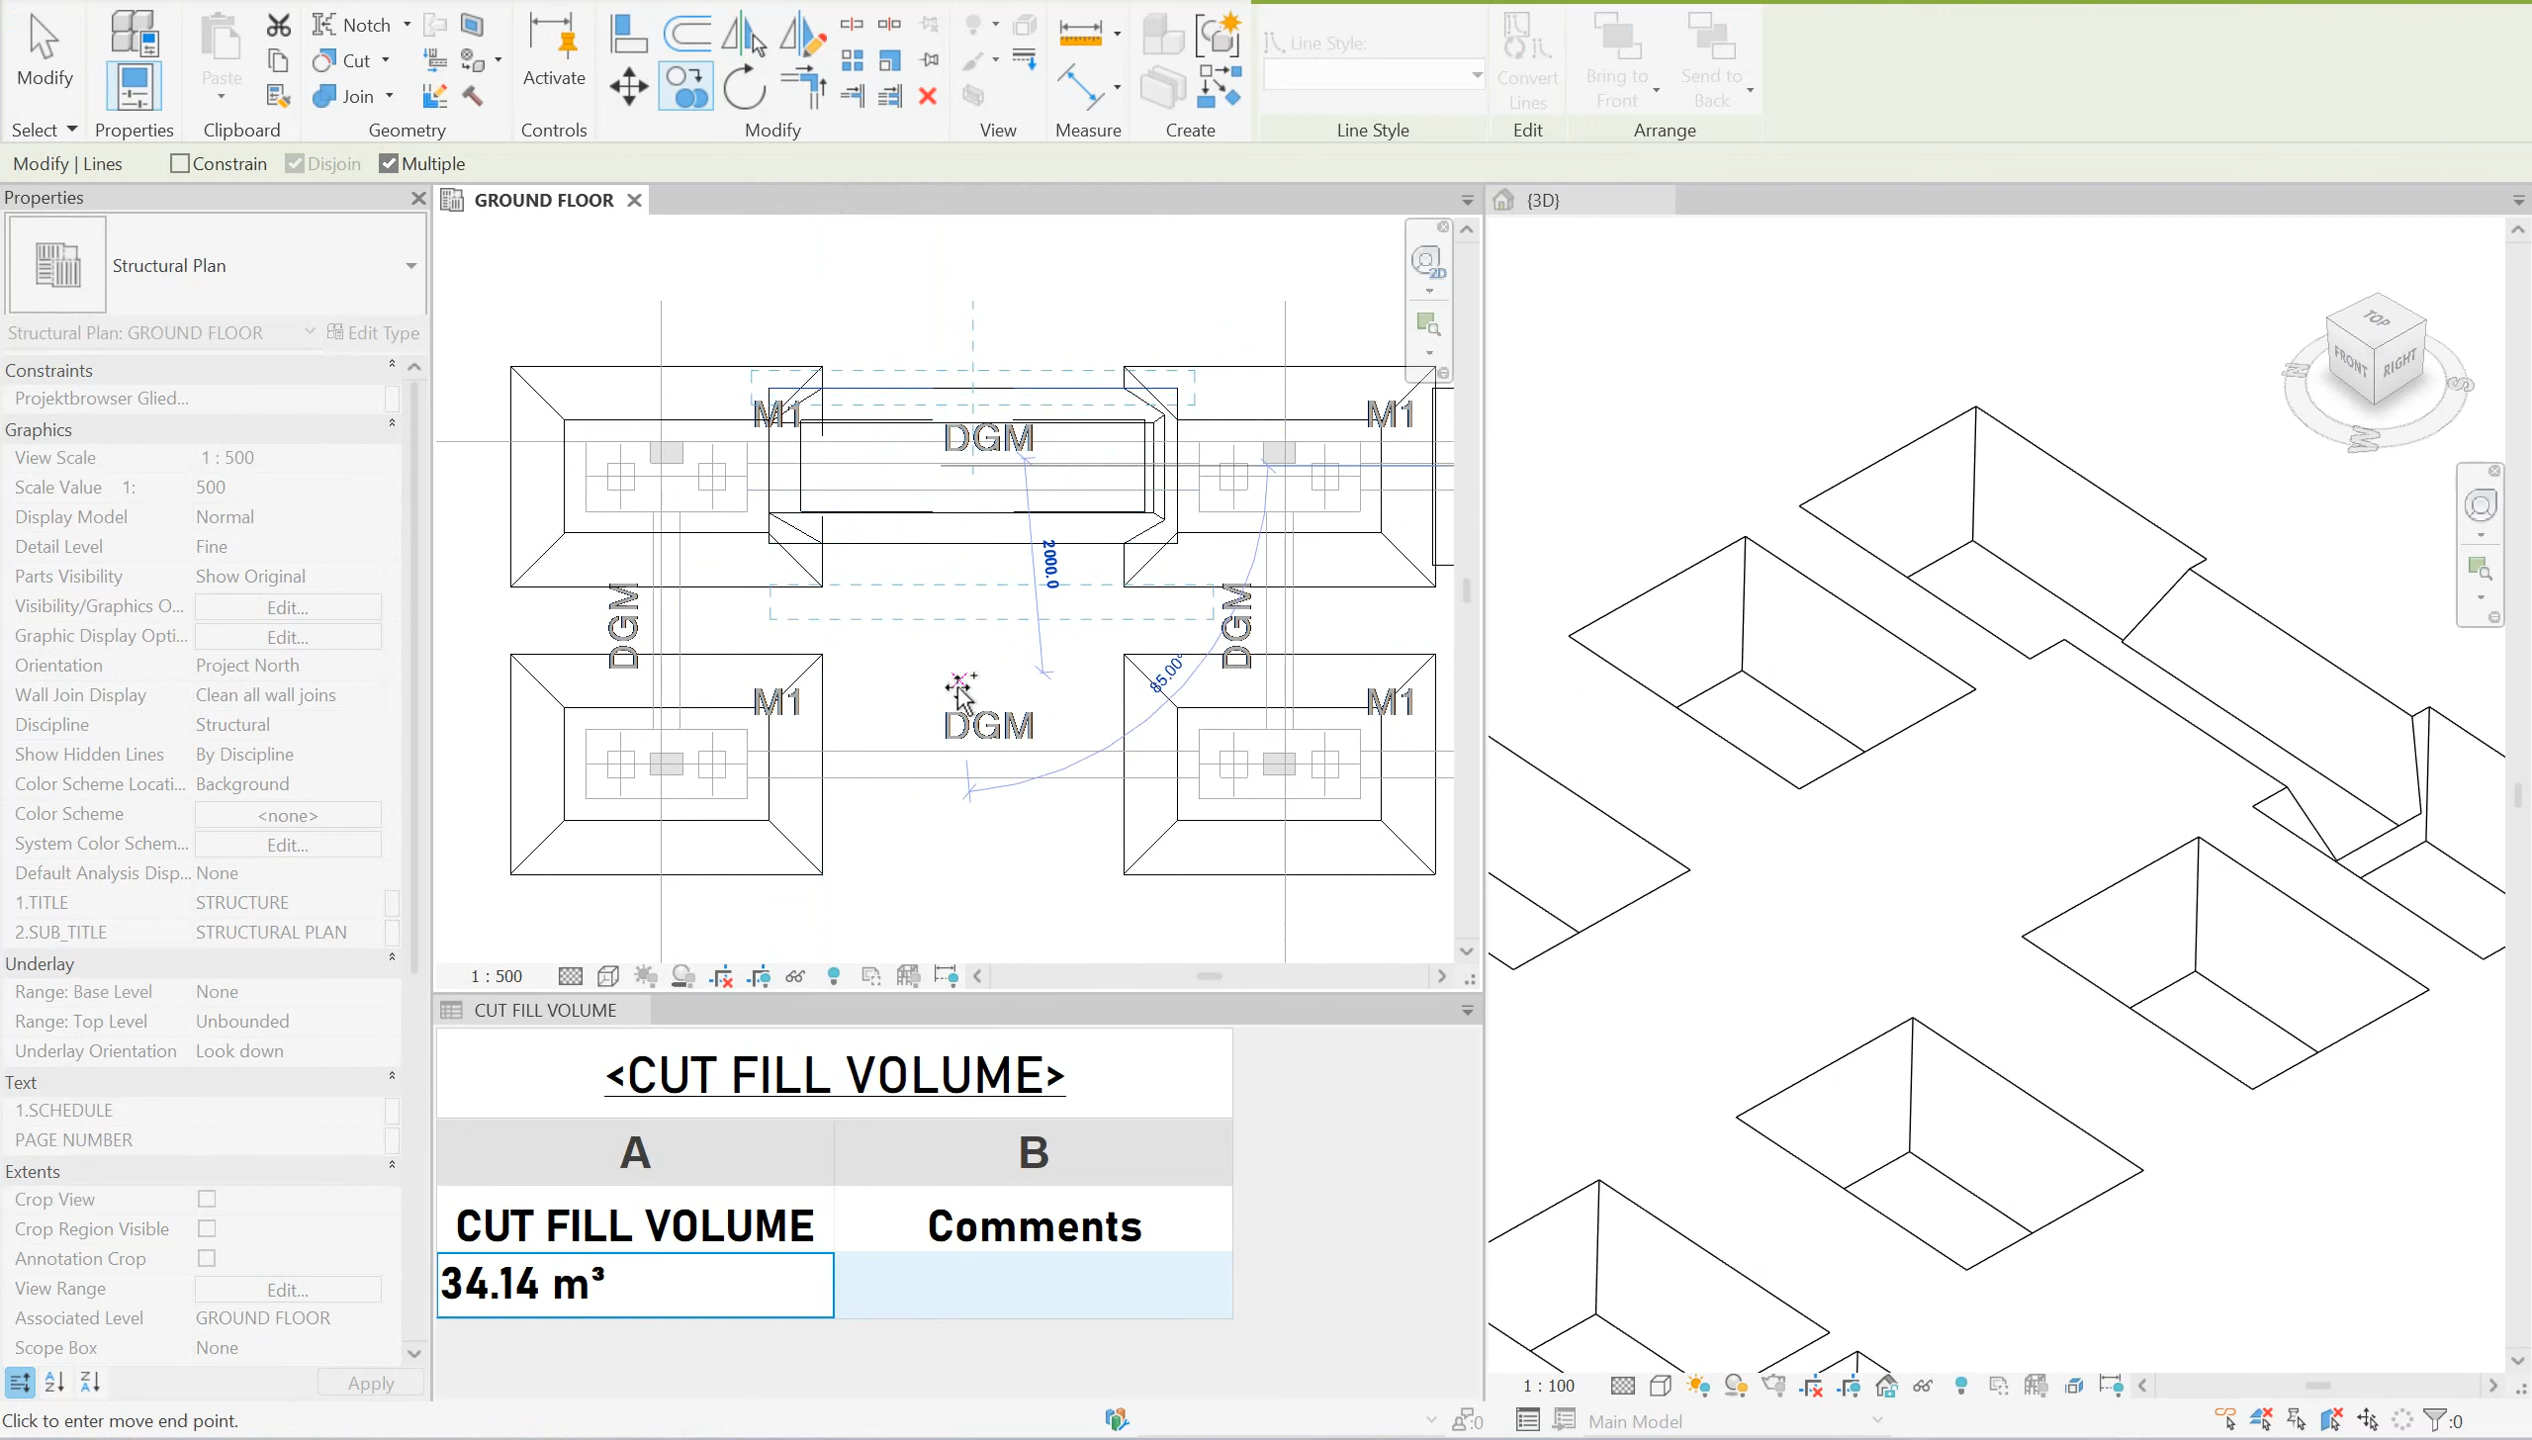 Modify
Paste
Notch
Cut
Join
Activate
Line Style:
Convert
Lines
Bring to
Front
Send to
Back
Select
Properties
Clipboard
Geometry
Controls
Modify
View
Measure
Create
Line Style
Edit
Arrange
Modify | Lines
Constrain
Disjoin
Multiple
Properties
Structural Plan
Structural Plan: GROUND FLOOR
Edit Type
Constraints
Projektbrowser Glied...
Graphics
View Scale 1 : 500
Scale Value 1: 500
Display Model Normal
Detail Level Fine
Parts Visibility Show Original
Visibility/Graphics O... Edit...
Graphic Display Opti... Edit...
Orientation Project North
Wall Join Display Clean all wall joins
Discipline Structural
Show Hidden Lines By Discipline
Color Scheme Locati... Background
Color Scheme <none>
System Color Schem... Edit...
Default Analysis Disp... None
1.TITLE STRUCTURE
2.SUB_TITLE STRUCTURAL PLAN
Underlay
Range: Base Level None
Range: Top Level Unbounded
Underlay Orientation Look down
Text
1.SCHEDULE
PAGE NUMBER
Extents
Crop View
Crop Region Visible
Annotation Crop
View Range Edit...
Associated Level GROUND FLOOR
Scope Box None
Apply
GROUND FLOOR
2D
M1
DGM
M1
2000.0
DGM
DGM
85.00°
M1
DGM
M1
1 : 500
CUT FILL VOLUME
<CUT FILL VOLUME>
A B
CUT FILL VOLUME Comments
34.14 m³
{3D}
TOP
FRONT
RIGHT
N
S
W
1 : 100
Click to enter move end point.
:0
Main Model
:0